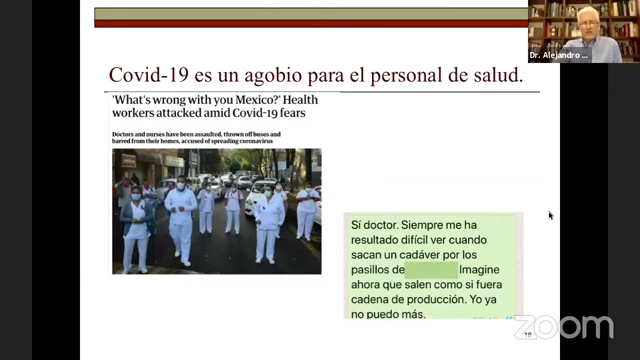 Dr. Alejandro ...
Covid-19 es un agobio para el personal de salud.
'What's wrong with you Mexico?' Health
workers attacked amid Covid-19 fears
Doctors and nurses have been assaulted, thrown off buses and
barred from their homes, accused of spreading coronavirus
Sí doctor. Siempre me ha
resultado difícil ver cuando
sacan un cadáver por los
pasillos de Imagine
ahora que salen como si fuera
cadena de producción. Yo ya
no puedo más.
18
zoom